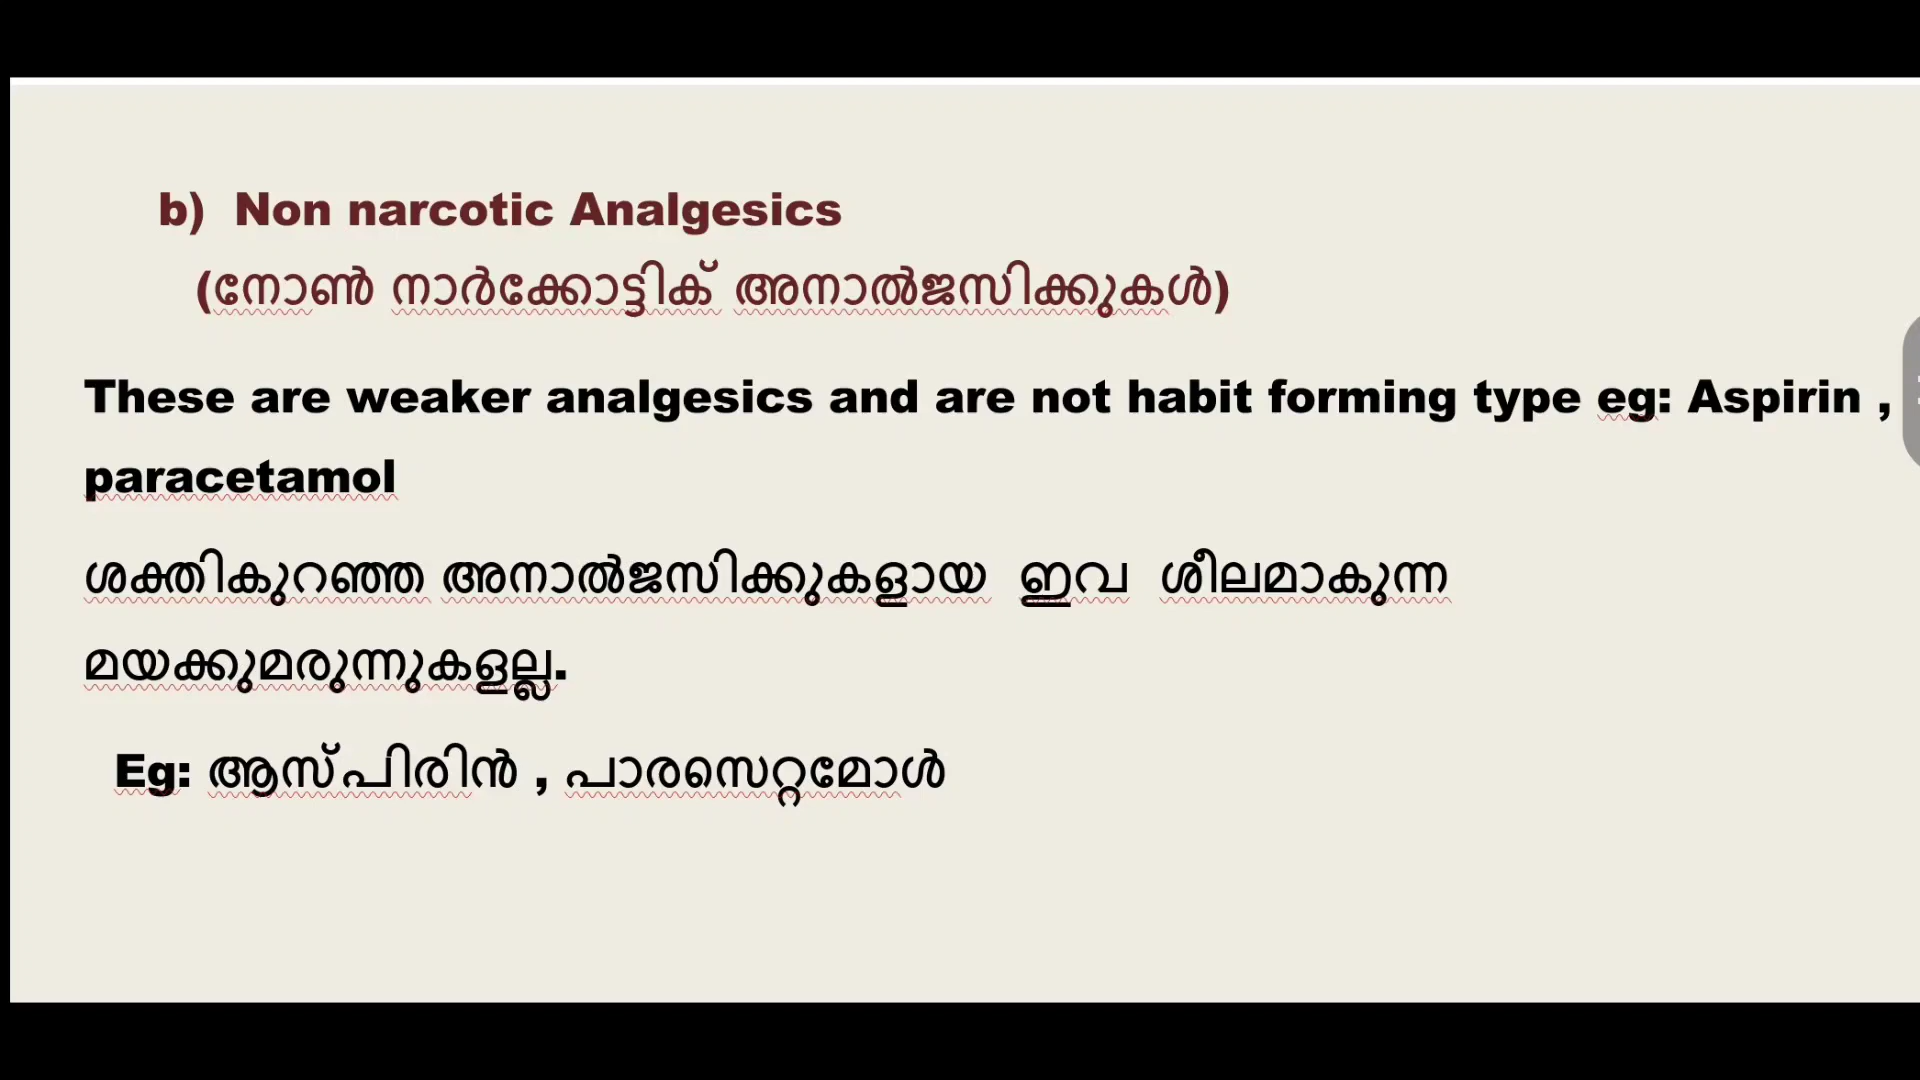 b) Non narcotic Analgesics
(നോൺ നാർക്കോട്ടിക് അനാൽജസിക്കുകൾ)
These are weaker analgesics and are not habit forming type eg: Aspirin ,
paracetamol
ശക്തികുറഞ്ഞ അനാൽജസിക്കുകളായ ഇവ ശീലമാകുന്ന
മയക്കുമരുന്നുകളല്ല.
Eg: ആസ്പിരിൻ , പാരസെറ്റമോൾ